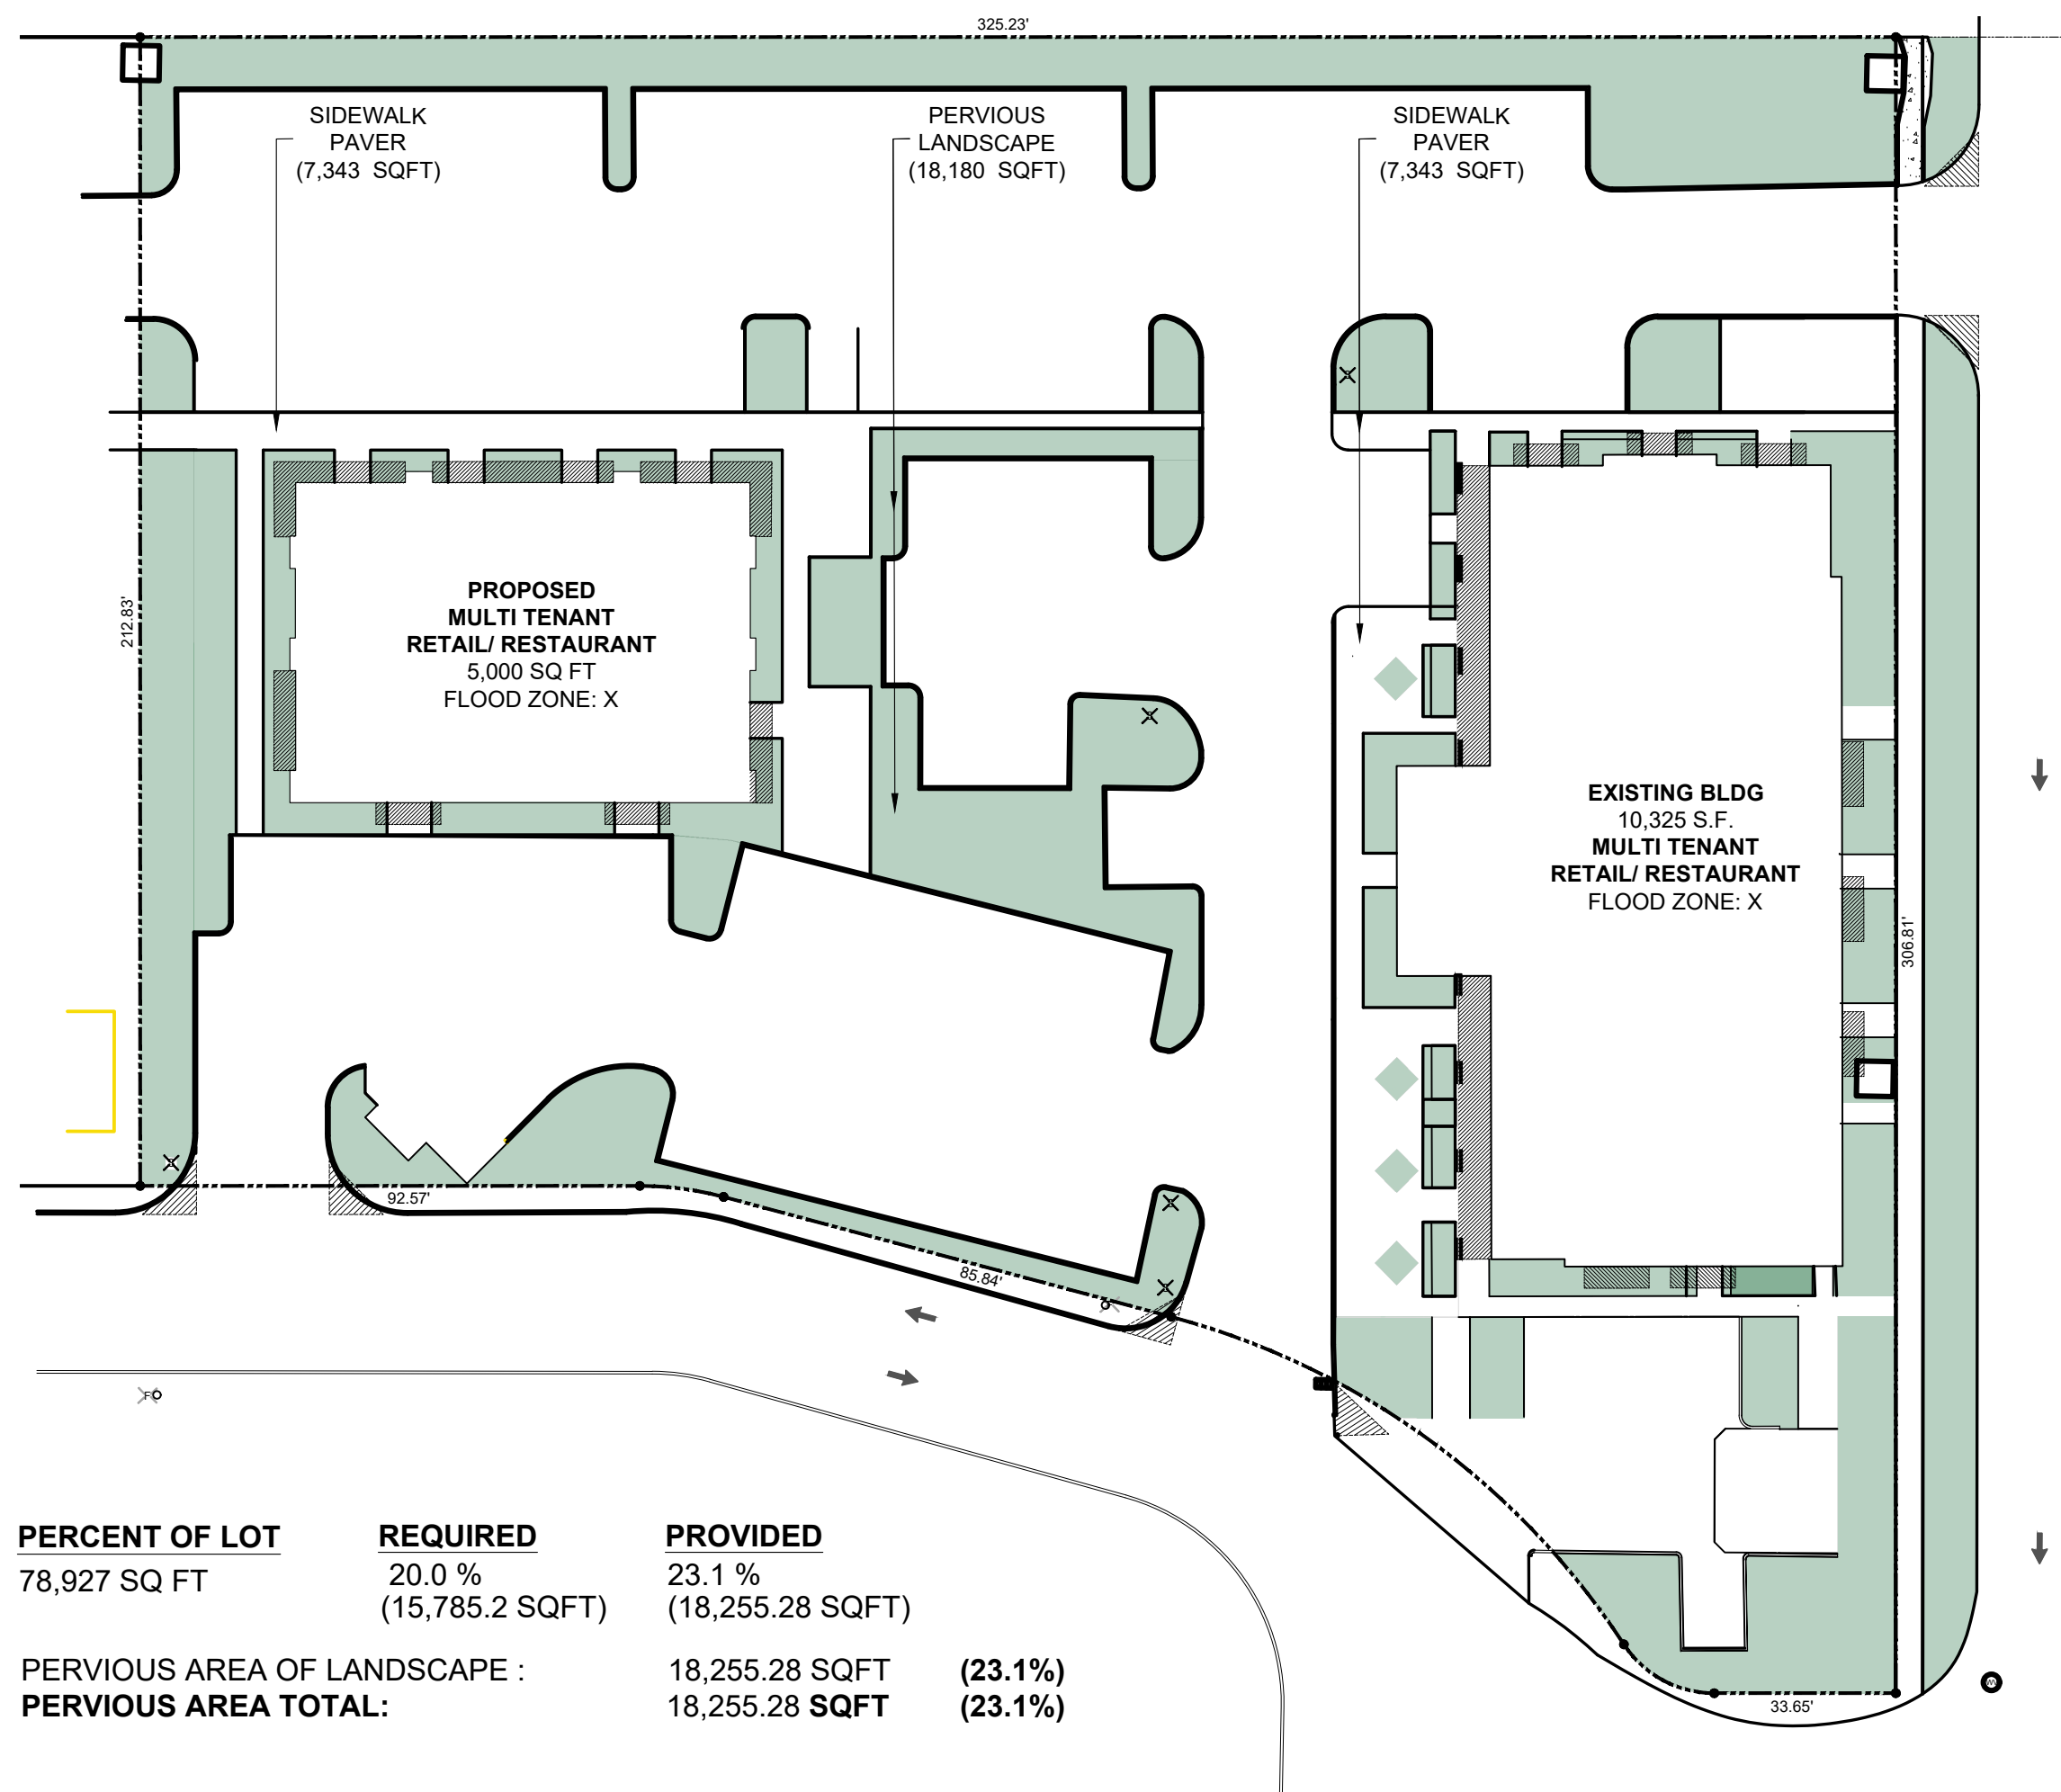 325.23'
SIDEWALK
PAVER
(7,343 SQFT)
PERVIOUS
LANDSCAPE
(18,180 SQFT)
SIDEWALK
PAVER
(7,343 SQFT)
212.83'
PROPOSED
MULTI TENANT
RETAIL/ RESTAURANT
5,000 SQ FT
FLOOD ZONE: X
EXISTING BLDG
10,325 S.F.
MULTI TENANT
RETAIL/ RESTAURANT
FLOOD ZONE: X
306.81'
92.57'
85.84'
33.65'
PERCENT OF LOT REQUIRED PROVIDED
78,927 SQ FT 20.0 % 23.1 %
(15,785.2 SQFT) (18,255.28 SQFT)
PERVIOUS AREA OF LANDSCAPE : 18,255.28 SQFT (23.1%)
PERVIOUS AREA TOTAL: 18,255.28 SQFT (23.1%)